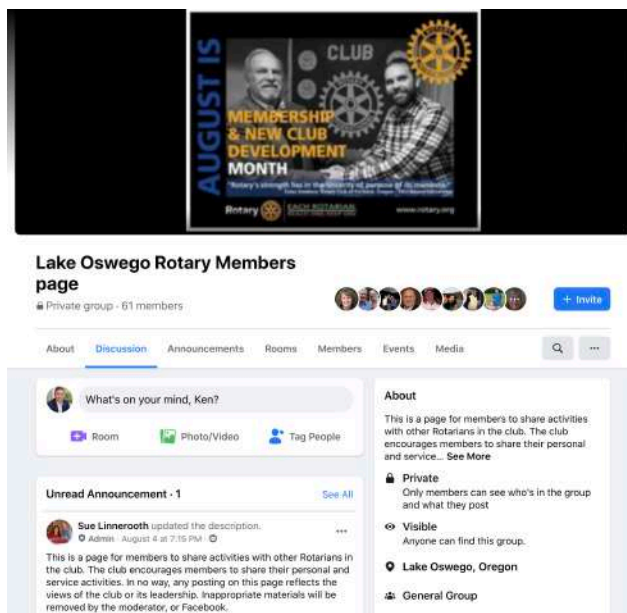 AUGUST IS
CLUB
MEMBERSHIP
& NEW CLUB
DEVELOPMENT
MONTH
Rotary
EACH ROTARIAN
www.rotary.org
Lake Oswego Rotary Members
page
Private group · 61 members
+ Invite
About Discussion Announcements Rooms Members Events Media
What's on your mind, Ken?
Room Photo/Video Tag People
Unread Announcement · 1 See All
Sue Linnerooth updated the description.
Admin · August 4 at 7:15 PM ·
This is a page for members to share activities with other Rotarians in
the club. The club encourages members to share their personal and
service activities. In no way, any posting on this page reflects the
views of the club or its leadership. Inappropriate materials will be
removed by the moderator, or Facebook.
About
This is a page for members to share activities
with other Rotarians in the club. The club
encourages members to share their personal
and service... See More
Private
Only members can see who's in the group
and what they post
Visible
Anyone can find this group.
Lake Oswego, Oregon
General Group